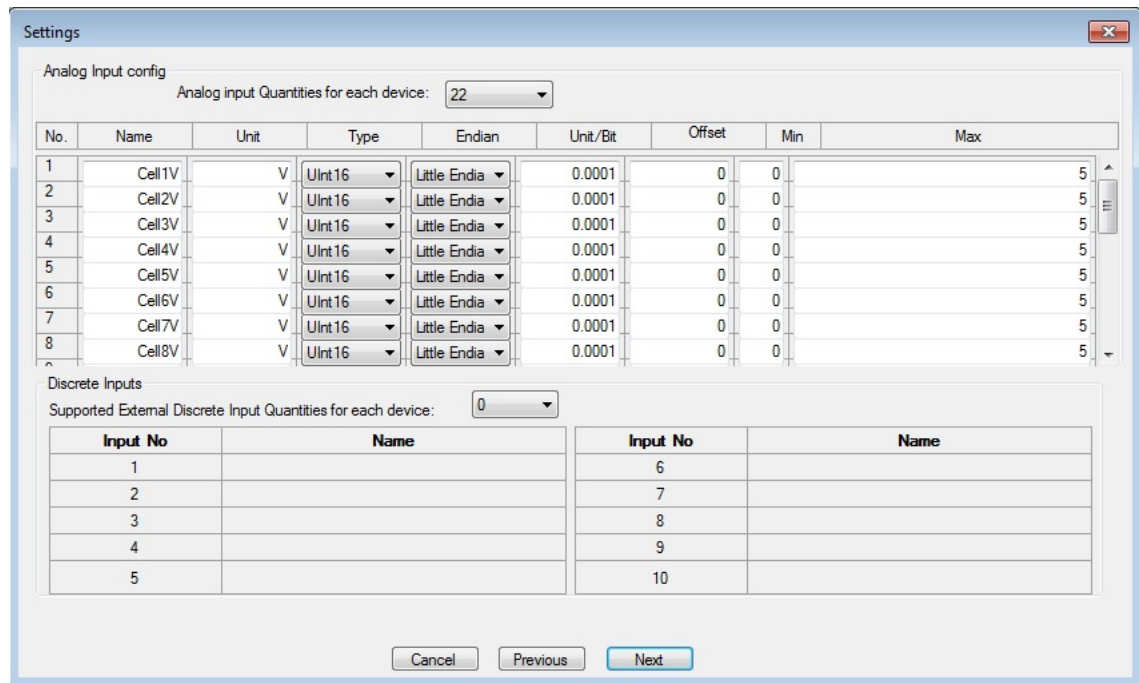 Settings
Analog Input config
Analog input Quantities for each device: 22
No. Name Unit Type Endian Unit/Bit Offset Min Max
1 Cell1V V UInt16 Little Endia 0.0001 0 0 5
2 Cell2V V UInt16 Little Endia 0.0001 0 0 5
3 Cell3V V UInt16 Little Endia 0.0001 0 0 5
4 Cell4V V UInt16 Little Endia 0.0001 0 0 5
5 Cell5V V UInt16 Little Endia 0.0001 0 0 5
6 Cell6V V UInt16 Little Endia 0.0001 0 0 5
7 Cell7V V UInt16 Little Endia 0.0001 0 0 5
8 Cell8V V UInt16 Little Endia 0.0001 0 0 5
Discrete Inputs
Supported External Discrete Input Quantities for each device: 0
Input No Name Input No Name
1 6
2 7
3 8
4 9
5 10
Cancel Previous Next